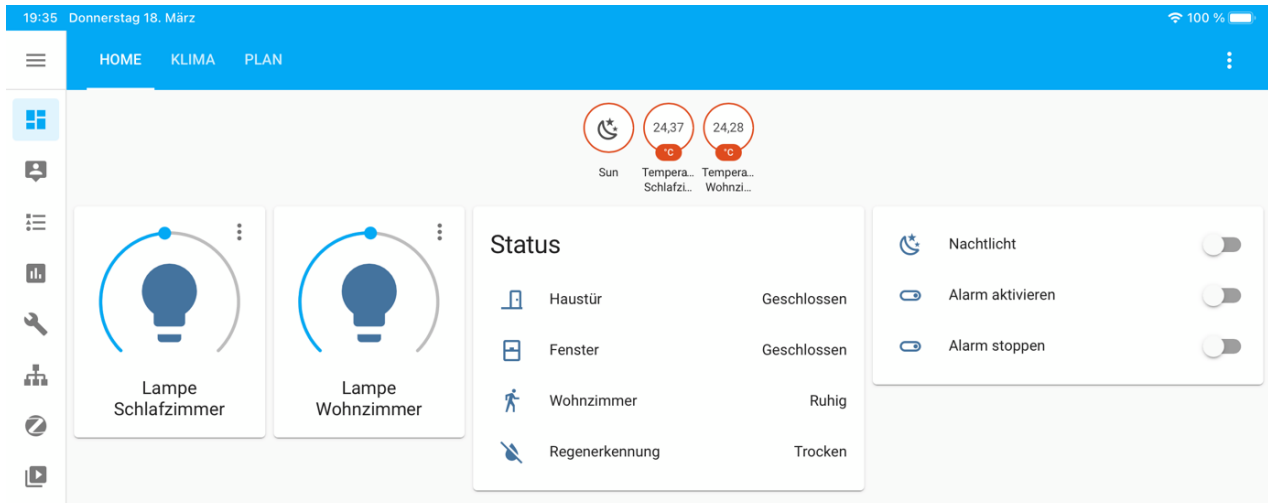 19:35 Donnerstag 18. März 100 %
HOME KLIMA PLAN
24,37 24,28
°C °C
Sun Tempera... Tempera...
Schlafzi... Wohnzi...
Lampe
Schlafzimmer
Lampe
Wohnzimmer
Status
Haustür Geschlossen
Fenster Geschlossen
Wohnzimmer Ruhig
Regenerkennung Trocken
Nachtlicht
Alarm aktivieren
Alarm stoppen